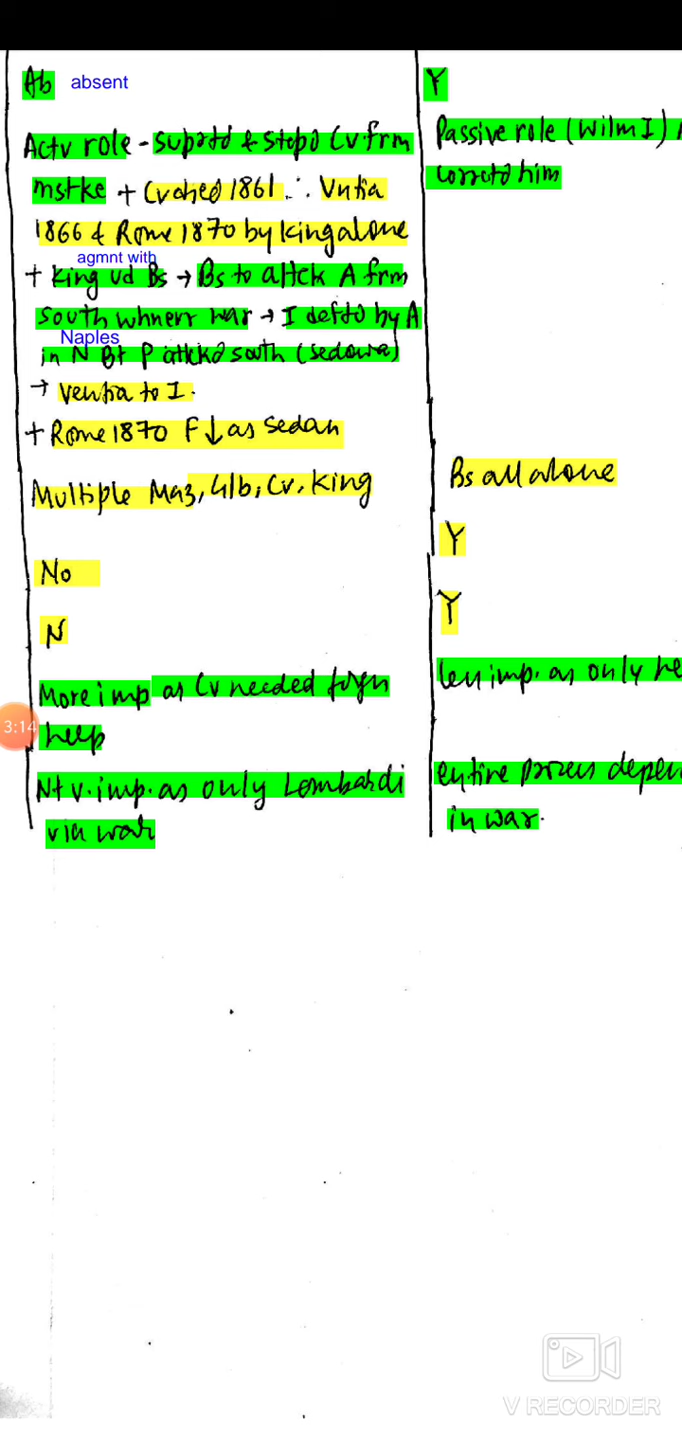 Ab absent
Actv role - suprtd & stopd Cv frm
mstke + Cv died 1861 ∴ Vntia
1866 & Rome 1870 by king alone
agmnt with
+ king vd Bs → Bs to attck A frm
south whnevr war → I deftd by A
Naples
in N Bt P attckd south (sedowa)
→ Ventia to I.
+ Rome 1870 F ↓ as sedan
Multiple Maz, Glb, Cv, King
No
N
More imp as Cv needed forgn
help
Nt v. imp. as only Lombardi
via war
Y
Passive role (Wilm I)
corrctd him
Bs all alone
Y
Y
less imp. as only he
entire process depen
in war.
3:14
V RECORDER